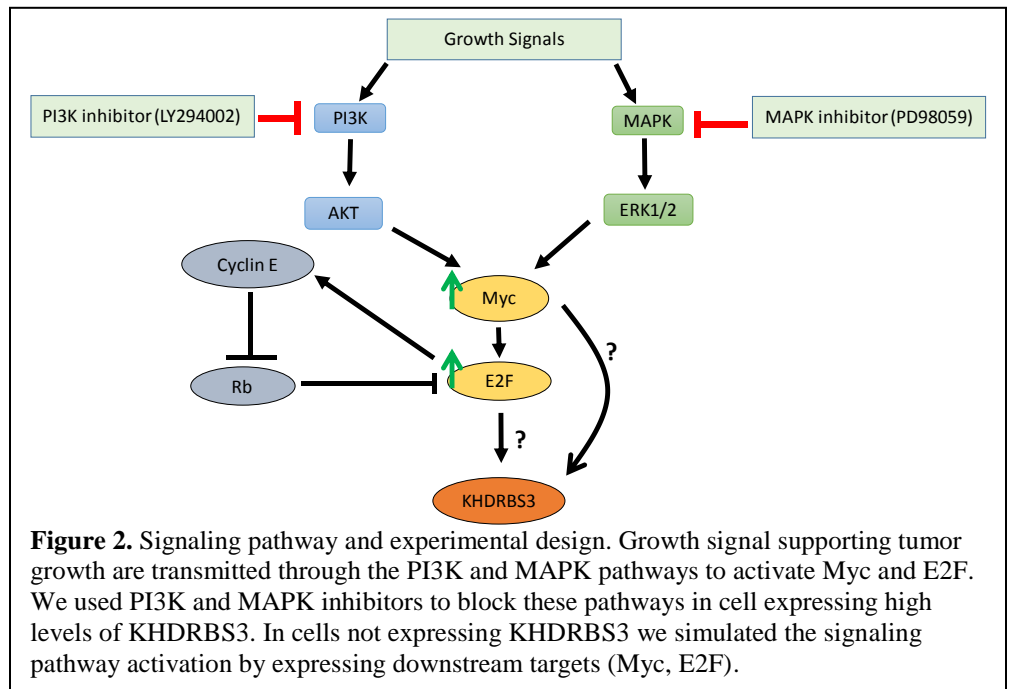 Growth Signals
PI3K inhibitor (LY294002)
PI3K
MAPK
MAPK inhibitor (PD98059)
AKT
ERK1/2
Cyclin E
Myc
?
Rb
E2F
?
KHDRBS3
Figure 2. Signaling pathway and experimental design. Growth signal supporting tumor
growth are transmitted through the PI3K and MAPK pathways to activate Myc and E2F.
We used PI3K and MAPK inhibitors to block these pathways in cell expressing high
levels of KHDRBS3. In cells not expressing KHDRBS3 we simulated the signaling
pathway activation by expressing downstream targets (Myc, E2F).